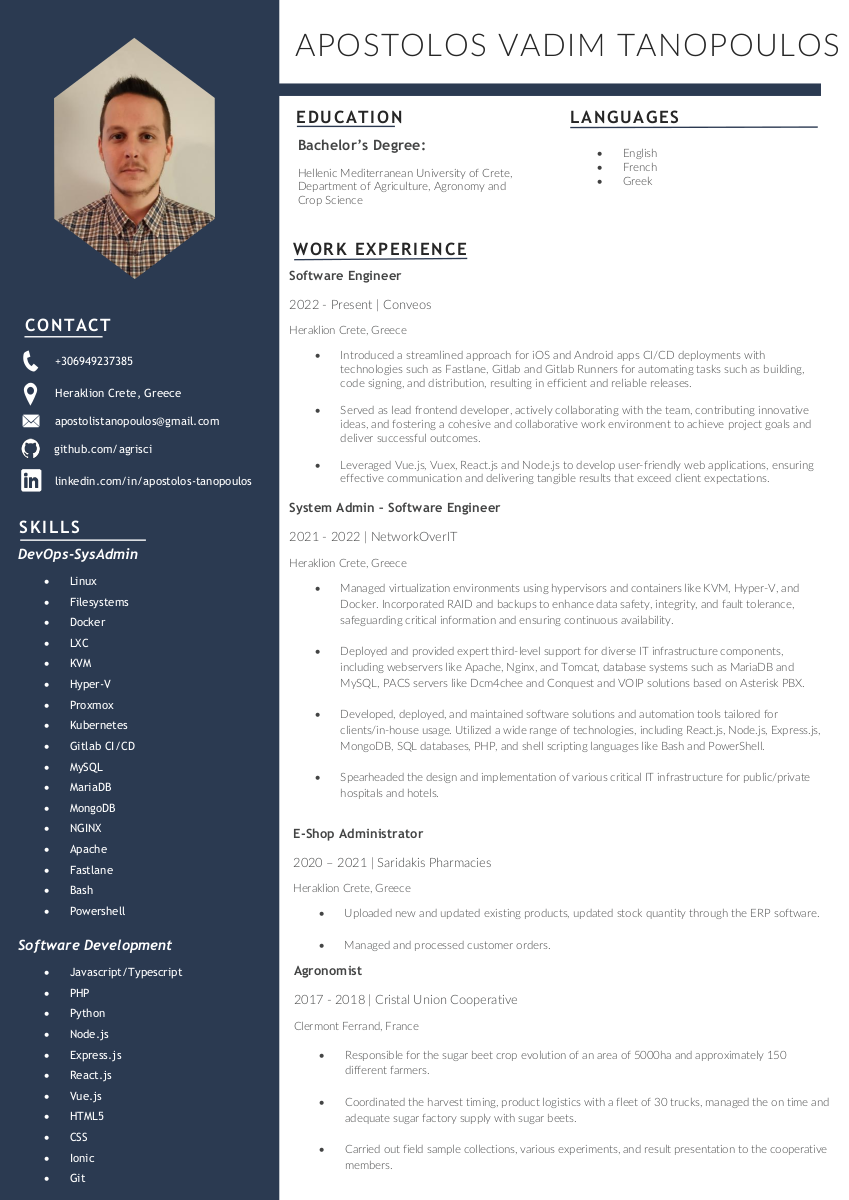 APOSTOLOS VADIM TANOPOULOS
CONTACT
+306949237385
Heraklion Crete, Greece
apostolistanopoulos@gmail.com
github.com/agrisci
linkedin.com/in/apostolos-tanopoulos
SKILLS
DevOps-SysAdmin
• Linux
• Filesystems
• Docker
• LXC
• KVM
• Hyper-V
• Proxmox
• Kubernetes
• Gitlab CI/CD
• MySQL
• MariaDB
• MongoDB
• NGINX
• Apache
• Fastlane
• Bash
• Powershell
Software Development
• Javascript/Typescript
• PHP
• Python
• Node.js
• Express.js
• React.js
• Vue.js
• HTML5
• CSS
• Ionic
• Git
EDUCATION
Bachelor’s Degree:
Hellenic Mediterranean University of Crete,
Department of Agriculture, Agronomy and
Crop Science
LANGUAGES
• English
• French
• Greek
WORK EXPERIENCE
Software Engineer
2022 - Present | Conveos
Heraklion Crete, Greece
• Introduced a streamlined approach for iOS and Android apps CI/CD deployments with
technologies such as Fastlane, Gitlab and Gitlab Runners for automating tasks such as building,
code signing, and distribution, resulting in efficient and reliable releases.
• Served as lead frontend developer, actively collaborating with the team, contributing innovative
ideas, and fostering a cohesive and collaborative work environment to achieve project goals and
deliver successful outcomes.
• Leveraged Vue.js, Vuex, React.js and Node.js to develop user-friendly web applications, ensuring
effective communication and delivering tangible results that exceed client expectations.
System Admin - Software Engineer
2021 - 2022 | NetworkOverIT
Heraklion Crete, Greece
• Managed virtualization environments using hypervisors and containers like KVM, Hyper-V, and
Docker. Incorporated RAID and backups to enhance data safety, integrity, and fault tolerance,
safeguarding critical information and ensuring continuous availability.
• Deployed and provided expert third-level support for diverse IT infrastructure components,
including webservers like Apache, Nginx, and Tomcat, database systems such as MariaDB and
MySQL, PACS servers like Dcm4chee and Conquest and VOIP solutions based on Asterisk PBX.
• Developed, deployed, and maintained software solutions and automation tools tailored for
clients/in-house usage. Utilized a wide range of technologies, including React.js, Node.js, Express.js,
MongoDB, SQL databases, PHP, and shell scripting languages like Bash and PowerShell.
• Spearheaded the design and implementation of various critical IT infrastructure for public/private
hospitals and hotels.
E-Shop Administrator
2020 – 2021 | Saridakis Pharmacies
Heraklion Crete, Greece
• Uploaded new and updated existing products, updated stock quantity through the ERP software.
• Managed and processed customer orders.
Agronomist
2017 - 2018 | Cristal Union Cooperative
Clermont Ferrand, France
• Responsible for the sugar beet crop evolution of an area of 5000ha and approximately 150
different farmers.
• Coordinated the harvest timing, product logistics with a fleet of 30 trucks, managed the on time and
adequate sugar factory supply with sugar beets.
• Carried out field sample collections, various experiments, and result presentation to the cooperative
members.